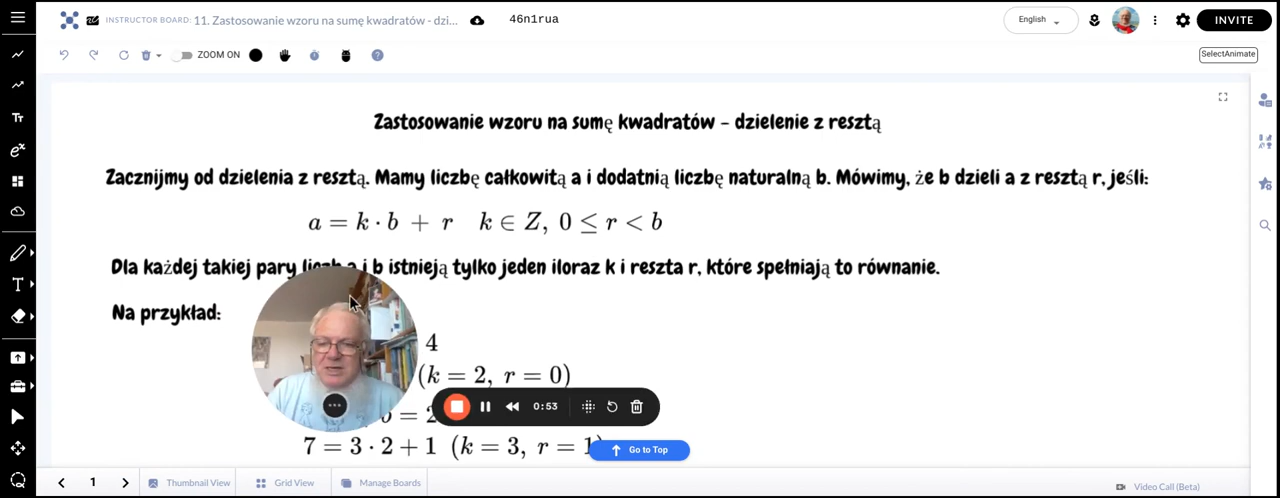 INSTRUCTOR BOARD: 11. Zastosowanie wzoru na sumę kwadratów - dzi...
46n1rua
English
INVITE
ZOOM ON
SelectAnimate
Zastosowanie wzoru na sumę kwadratów - dzielenie z resztą
Zacznijmy od dzielenia z resztą. Mamy liczbę całkowitą a i dodatnią liczbę naturalną b. Mówimy, że b dzieli a z resztą r, jeśli:
a = k · b + r k ∈ Z, 0 ≤ r < b
Dla każdej takiej pary liczb a i b istnieją tylko jeden iloraz k i reszta r, które spełniają to równanie.
Na przykład:
4
(k = 2, r = 0)
b = 2
0:53
7 = 3 · 2 + 1 (k = 3, r = 1)
Go to Top
1
Thumbnail View
Grid View
Manage Boards
Video Call (Beta)